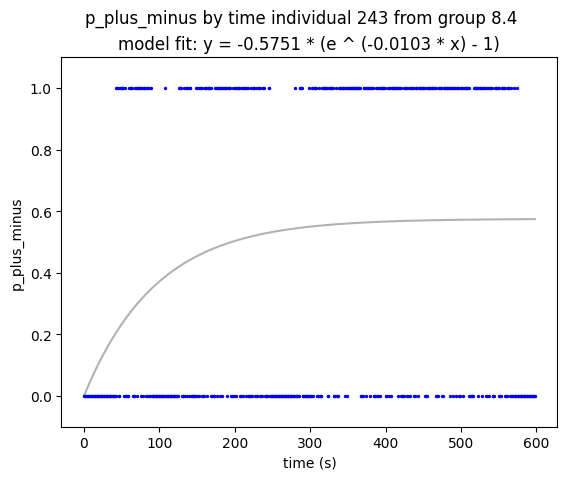 p_plus_minus by time individual 243 from group 8.4
model fit: y = -0.5751 * (e ^ (-0.0103 * x) - 1)
1.0
0.8
0.6
0.4
0.2
0.0
p_plus_minus
0 100 200 300 400 500 600
time (s)